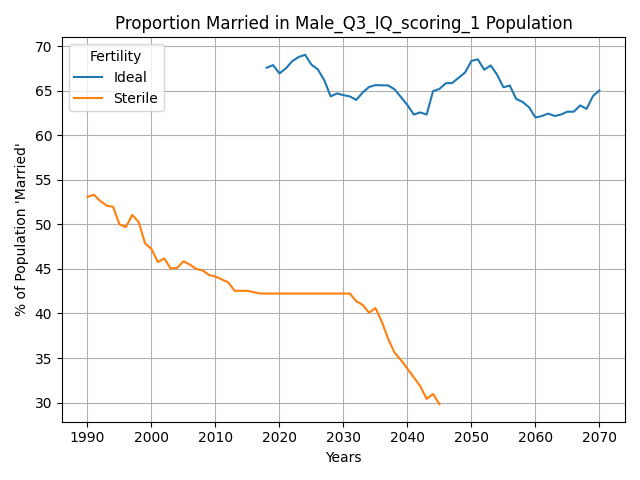 Proportion Married in Male_Q3_IQ_scoring_1 Population
Fertility
Ideal
Sterile
% of Population 'Married'
70
65
60
55
50
45
40
35
30
1990 2000 2010 2020 2030 2040 2050 2060 2070
Years